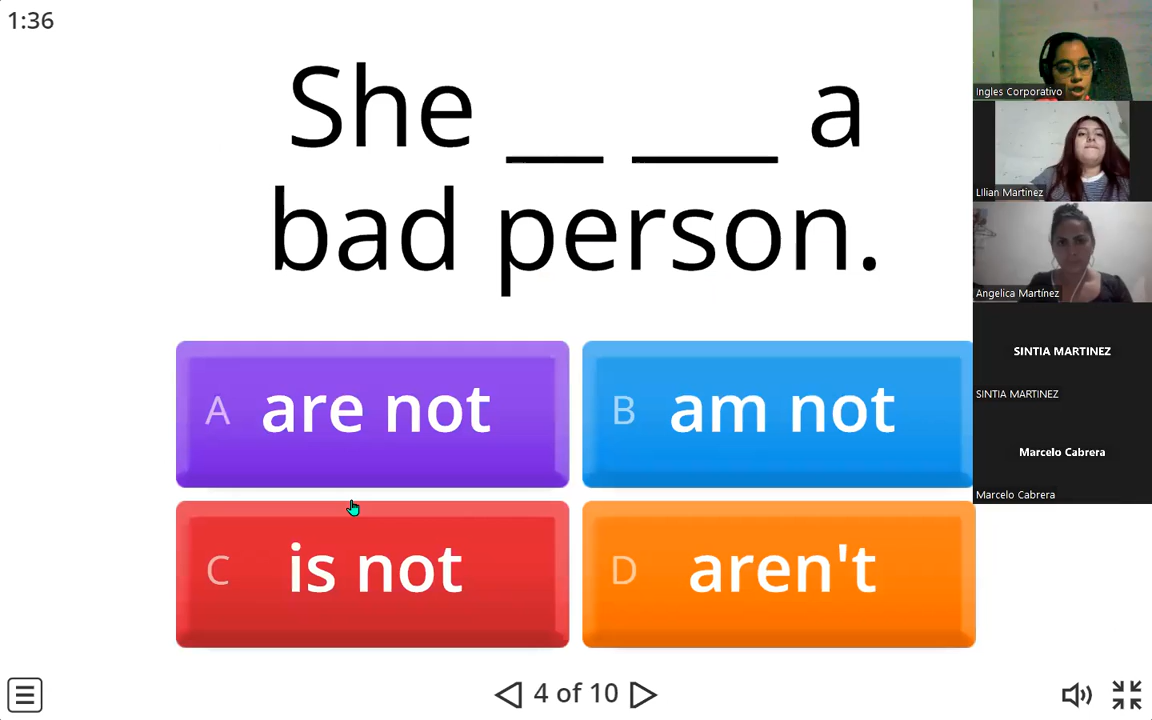 1:36
She __ ___ a
bad person.
A are not
B am not
C is not
D aren't
4 of 10
Ingles Corporativo
LIlian Martinez
Angelica Martínez
SINTIA MARTINEZ
SINTIA MARTINEZ
Marcelo Cabrera
Marcelo Cabrera